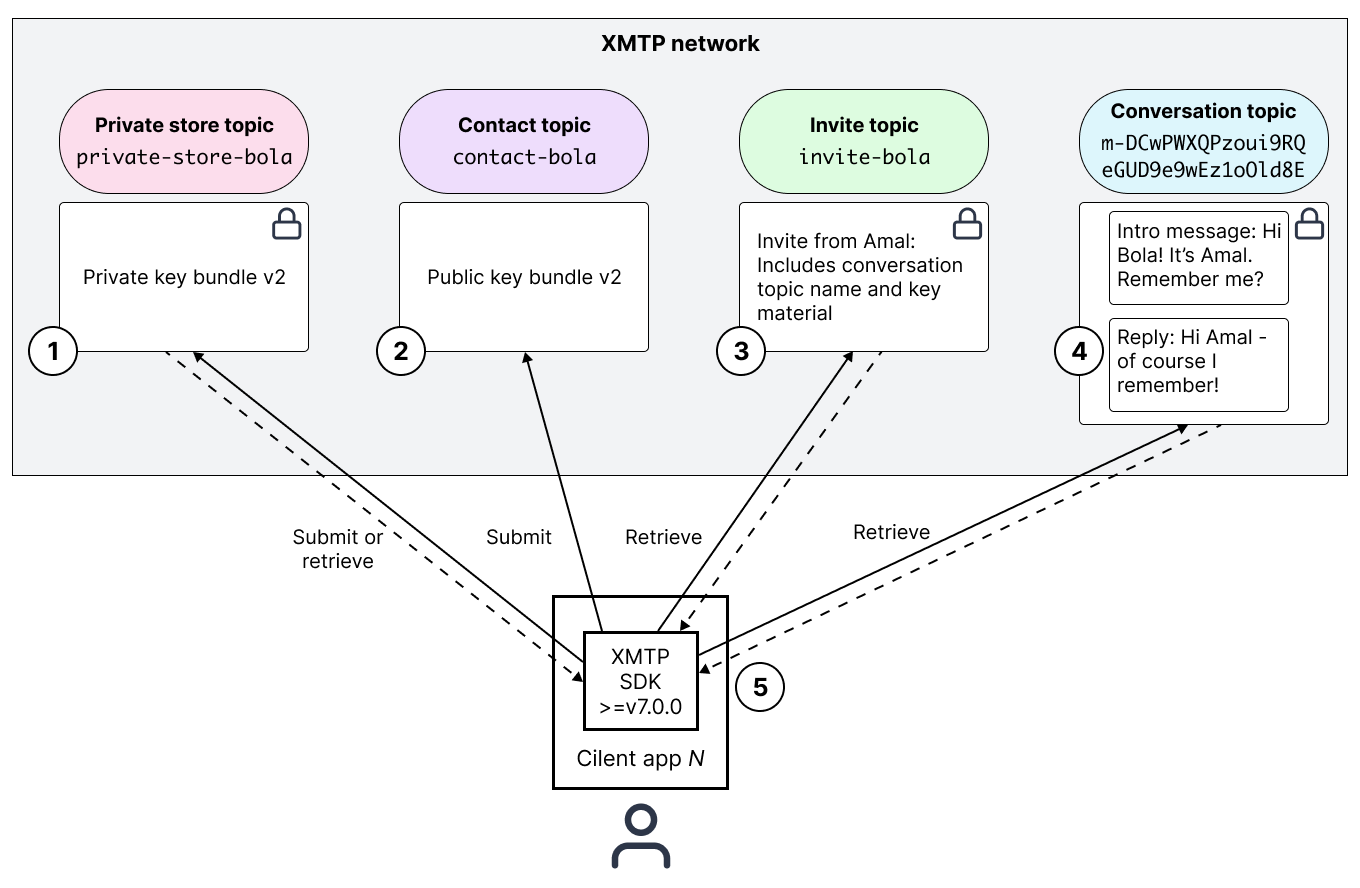 XMTP network
Private store topic
private-store-bola
Contact topic
contact-bola
Invite topic
invite-bola
Conversation topic
m-DCwPWXQPzoui9RQ
eGUD9e9wEz1oOld8E
Private key bundle v2
1
Public key bundle v2
2
Invite from Amal:
Includes conversation
topic name and key
material
3
Intro message: Hi
Bola! It’s Amal.
Remember me?
Reply: Hi Amal -
of course I
remember!
4
Submit or
retrieve
Submit
Retrieve
Retrieve
XMTP
SDK
>=v7.0.0
5
Cilent app N